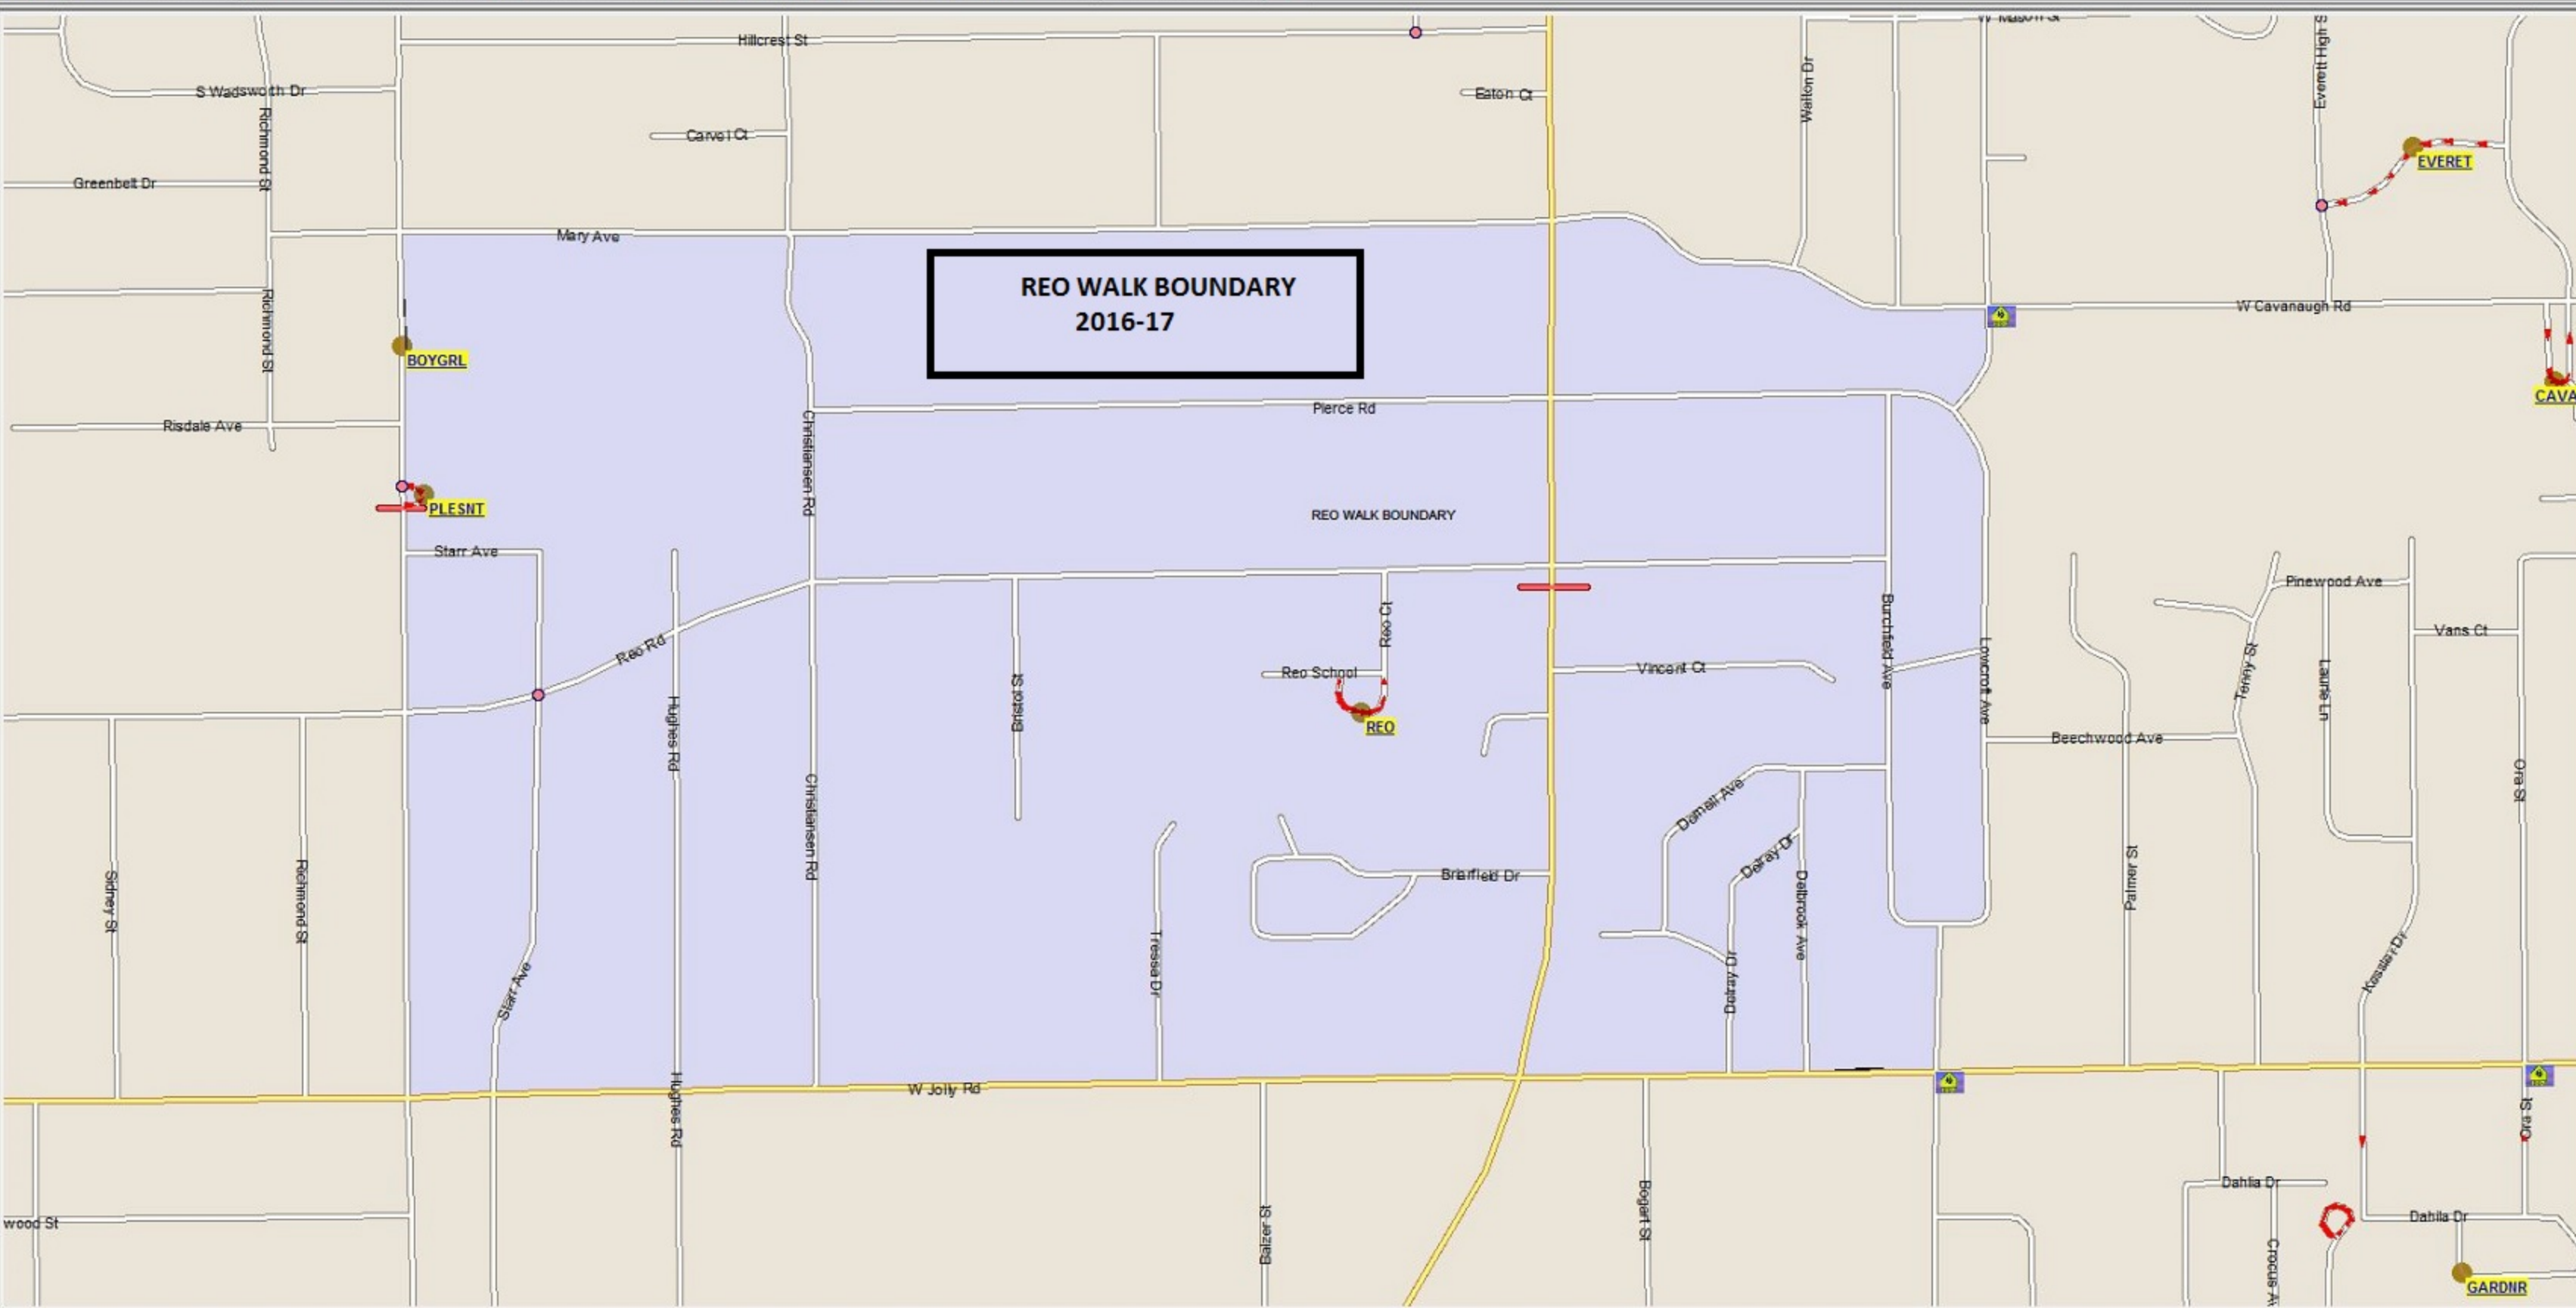 W Mason St
Hillcrest St
S Wadsworth Dr
Richmond St
Eaton Ct
Walton Dr
Everett High S
Carvel Ct
EVERET
Greenbelt Dr
Mary Ave
REO WALK BOUNDARY
2016-17
W Cavanaugh Rd
Richmond St
BOYGRL
CAVA
Pierce Rd
Risdale Ave
Christiansen Rd
PLESNT
REO WALK BOUNDARY
Starr Ave
Pinewood Ave
Reo Ct
Burchfield Ave
Vans Ct
Reo Rd
Lowcroft Ave
Tenny St
Laurie Ln
Reo School
Vincent Ct
Hughes Rd
Bristol St
REO
Beechwood Ave
Ora St
Christiansen Rd
Darnell Ave
Delray Dr
Sidney St
Richmond St
Briarfield Dr
Delbrook Ave
Palmer St
Tressa Dr
Starr Ave
Delray Dr
Kessler Dr
W Jolly Rd
Hughes Rd
Ora St
Balzer St
Bogart St
Dahlia Dr
wood St
Dahlia Dr
Crocus A
GARDNR